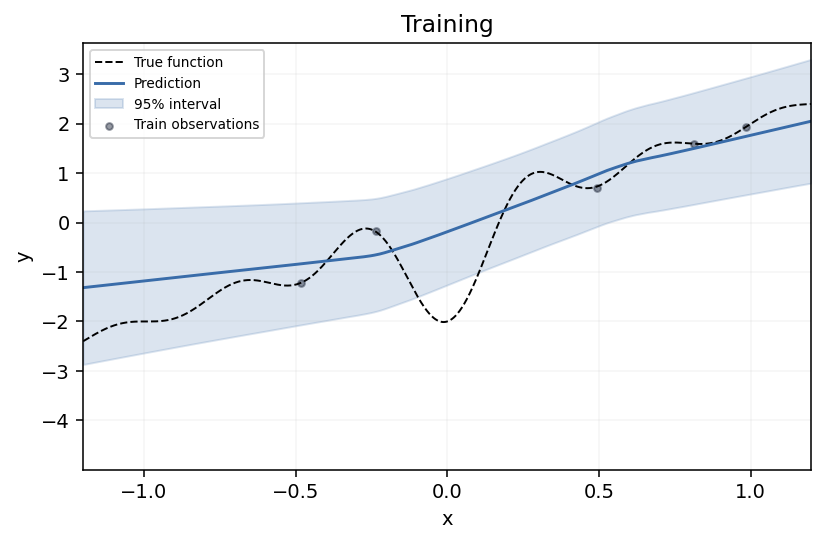 Training
True function
Prediction
95% interval
Train observations
y
3
2
1
0
−1
−2
−3
−4
−1.0 −0.5 0.0 0.5 1.0
x